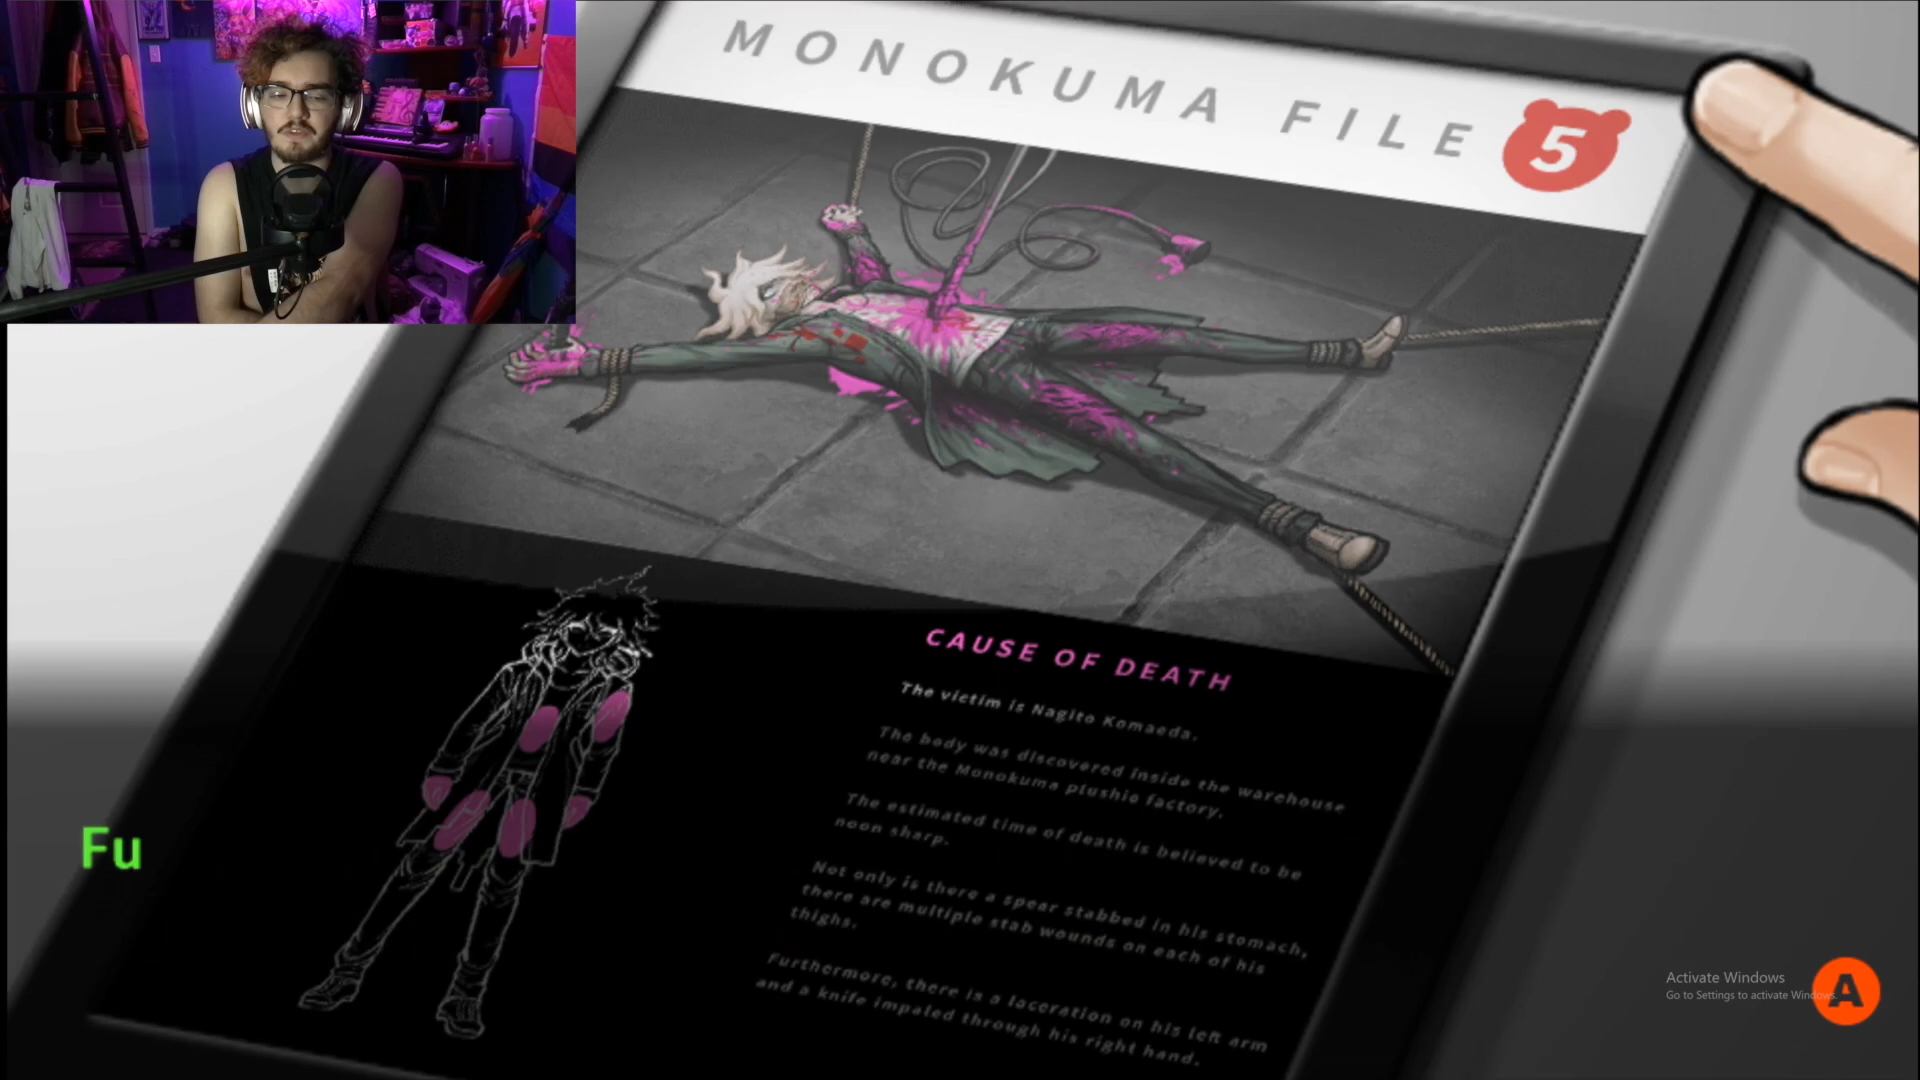 MONOKUMA FILE 5
CAUSE OF DEATH
The victim is Nagito Komaeda.
The body was discovered inside the warehouse
near the Monokuma plushie factory.
The estimated time of death is believed to be
noon sharp.
Not only is there a spear stabbed in his stomach,
there are multiple stab wounds on each of his
thighs.
Furthermore, there is a laceration on his left arm
and a knife impaled through his right hand.
Fu
Activate Windows
Go to Settings to activate Windows.
A